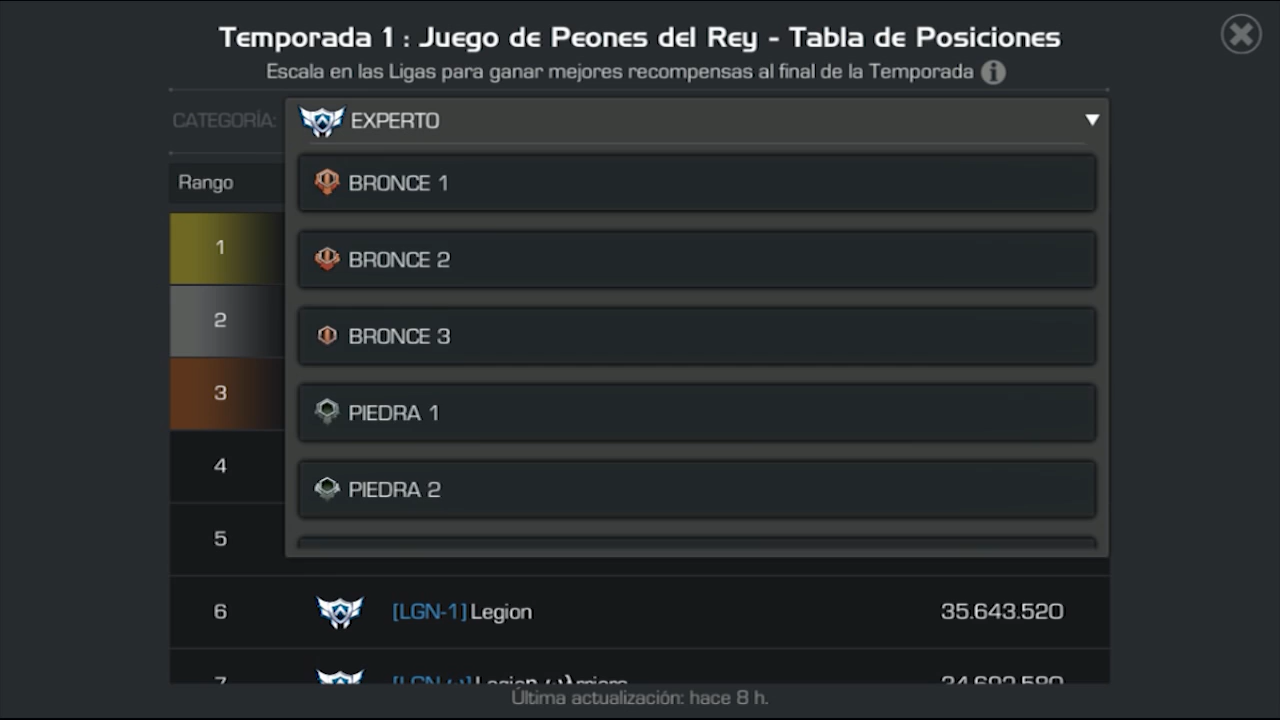 Temporada 1 : Juego de Peones del Rey - Tabla de Posiciones
Escala en las Ligas para ganar mejores recompensas al final de la Temporada
CATEGORÍA: EXPERTO
Rango
BRONCE 1
1
BRONCE 2
2
BRONCE 3
3
PIEDRA 1
4
PIEDRA 2
5
6 [LGN-1] Legion 35.643.520
7
Última actualización: hace 8 h.